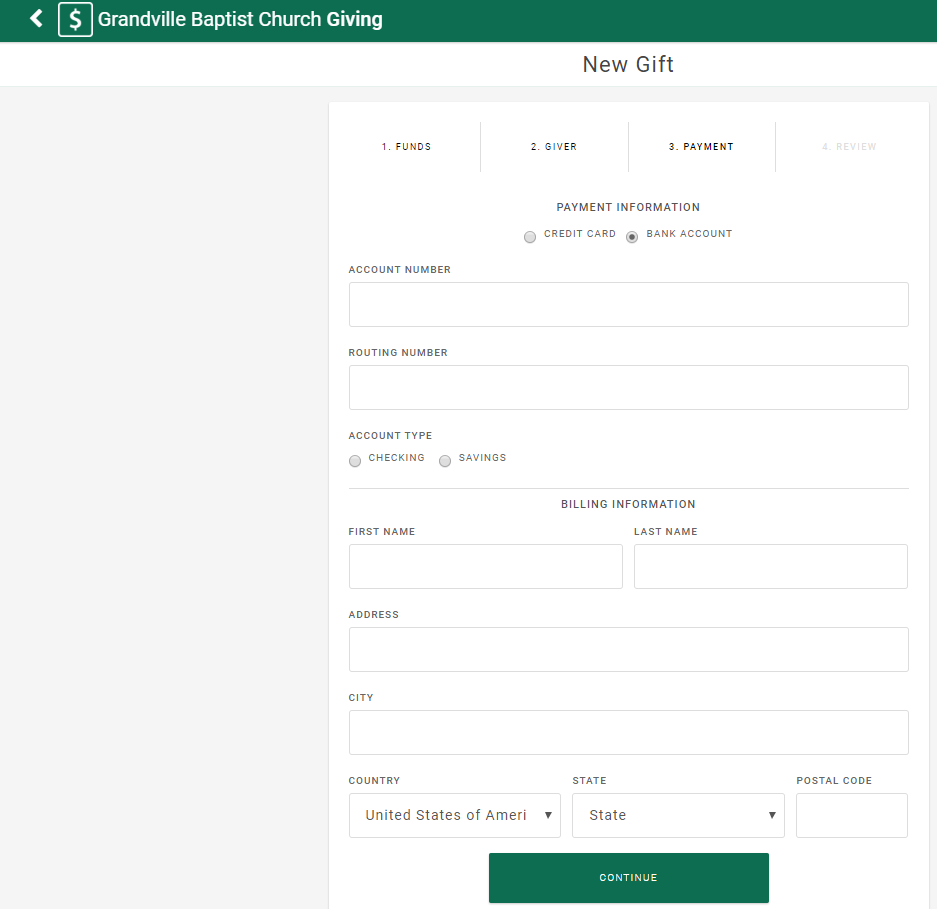 $ Grandville Baptist Church Giving
New Gift
1. FUNDS 2. GIVER 3. PAYMENT 4. REVIEW
PAYMENT INFORMATION
CREDIT CARD BANK ACCOUNT
ACCOUNT NUMBER
ROUTING NUMBER
ACCOUNT TYPE
CHECKING SAVINGS
BILLING INFORMATION
FIRST NAME LAST NAME
ADDRESS
CITY
COUNTRY STATE POSTAL CODE
United States of Ameri State
CONTINUE